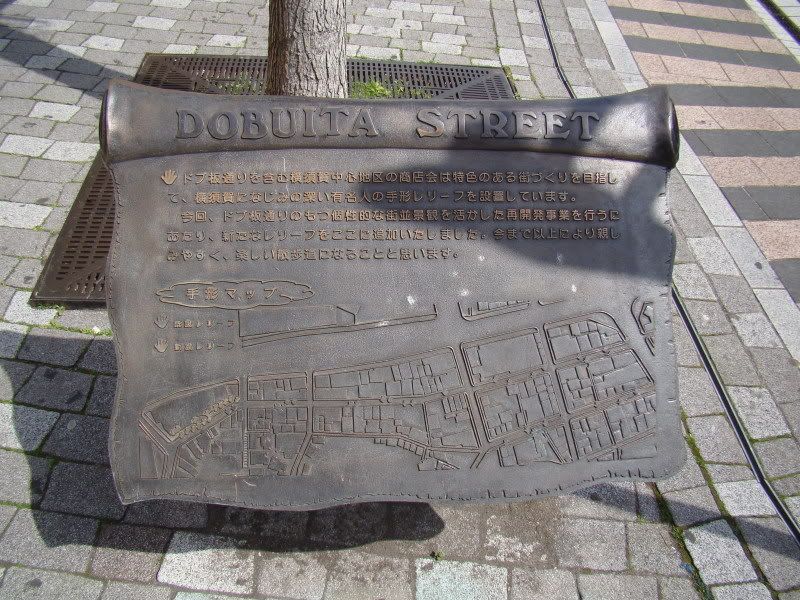 DOBUITA STREET
ドブ板通りを含む横須賀中心地区の商店会は特色のある街づくりを目指し
て、横須賀になじみの深い有名人の手形レリーフを設置しています。
今回、ドブ板通りのもつ個性的な街並景観を活かした再開発事業を行うに
あたり、新たなレリーフをここに追加いたしました。今まで以上により親し
みやすく、楽しい散歩道になることと思います。
手形マップ
レリーフ
レリーフ